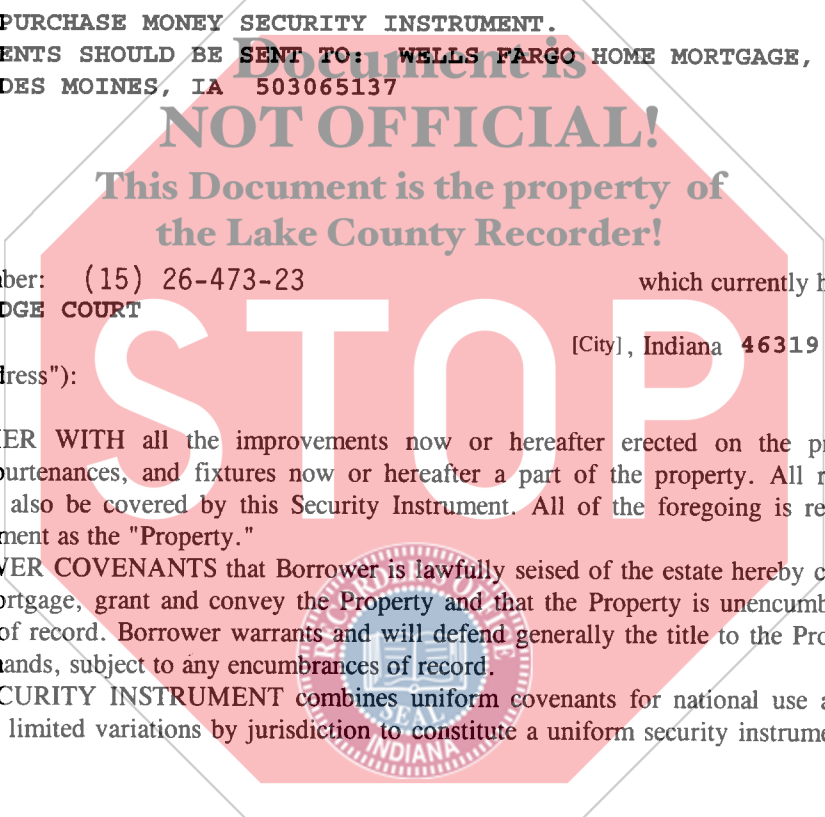 PURCHASE MONEY SECURITY INSTRUMENT.
ENTS SHOULD BE SENT TO: WELLS FARGO HOME MORTGAGE,
DES MOINES, IA 503065137
Document is
NOT OFFICIAL!
This Document is the property of
the Lake County Recorder!
ber: (15) 26-473-23 which currently h
DGE COURT
[City], Indiana 46319
dress"):
STOP
ER WITH all the improvements now or hereafter erected on the pr
ourtenances, and fixtures now or hereafter a part of the property. All r
also be covered by this Security Instrument. All of the foregoing is re
ment as the "Property."
VER COVENANTS that Borrower is lawfully seised of the estate hereby c
ortgage, grant and convey the Property and that the Property is unencumb
of record. Borrower warrants and will defend generally the title to the Pro
ands, subject to any encumbrances of record.
CURITY INSTRUMENT combines uniform covenants for national use a
limited variations by jurisdiction to constitute a uniform security instrume
SEAL
INDIANA